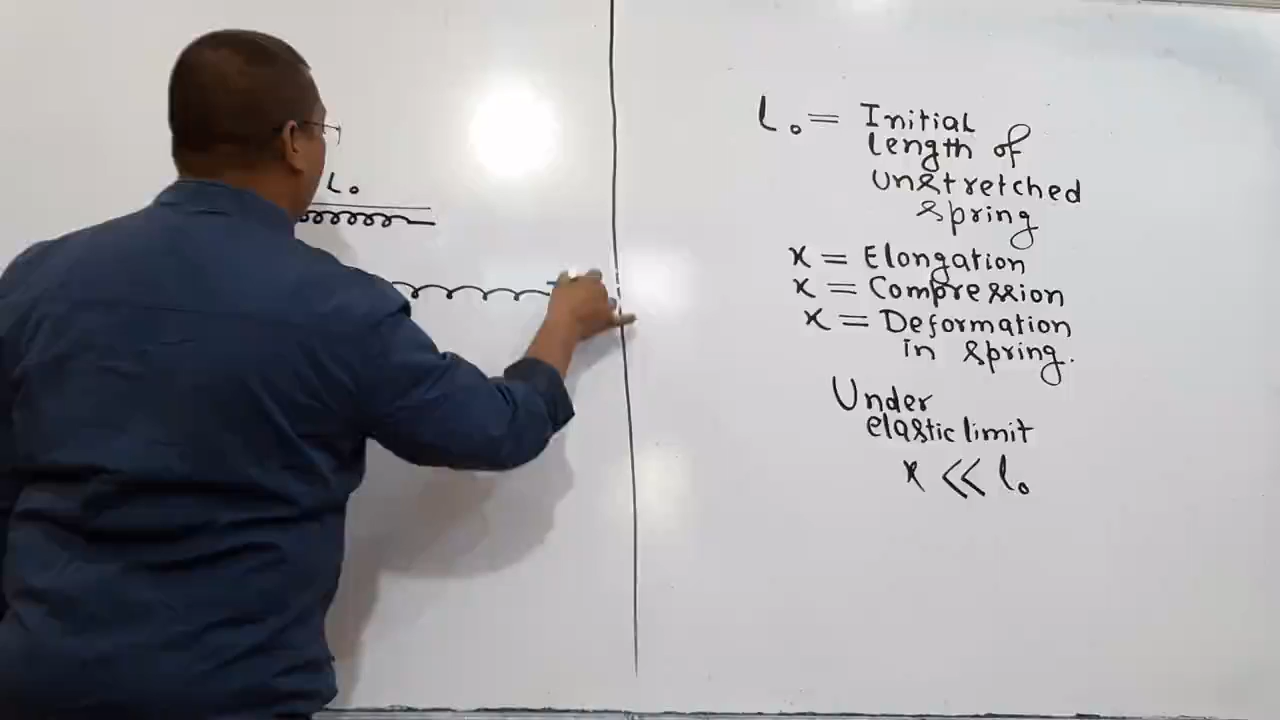 l₀
l₀ = Initial
length of
unstretched
spring
x = Elongation
x = Compression
x = Deformation
in spring.
Under
elastic limit
x << l₀